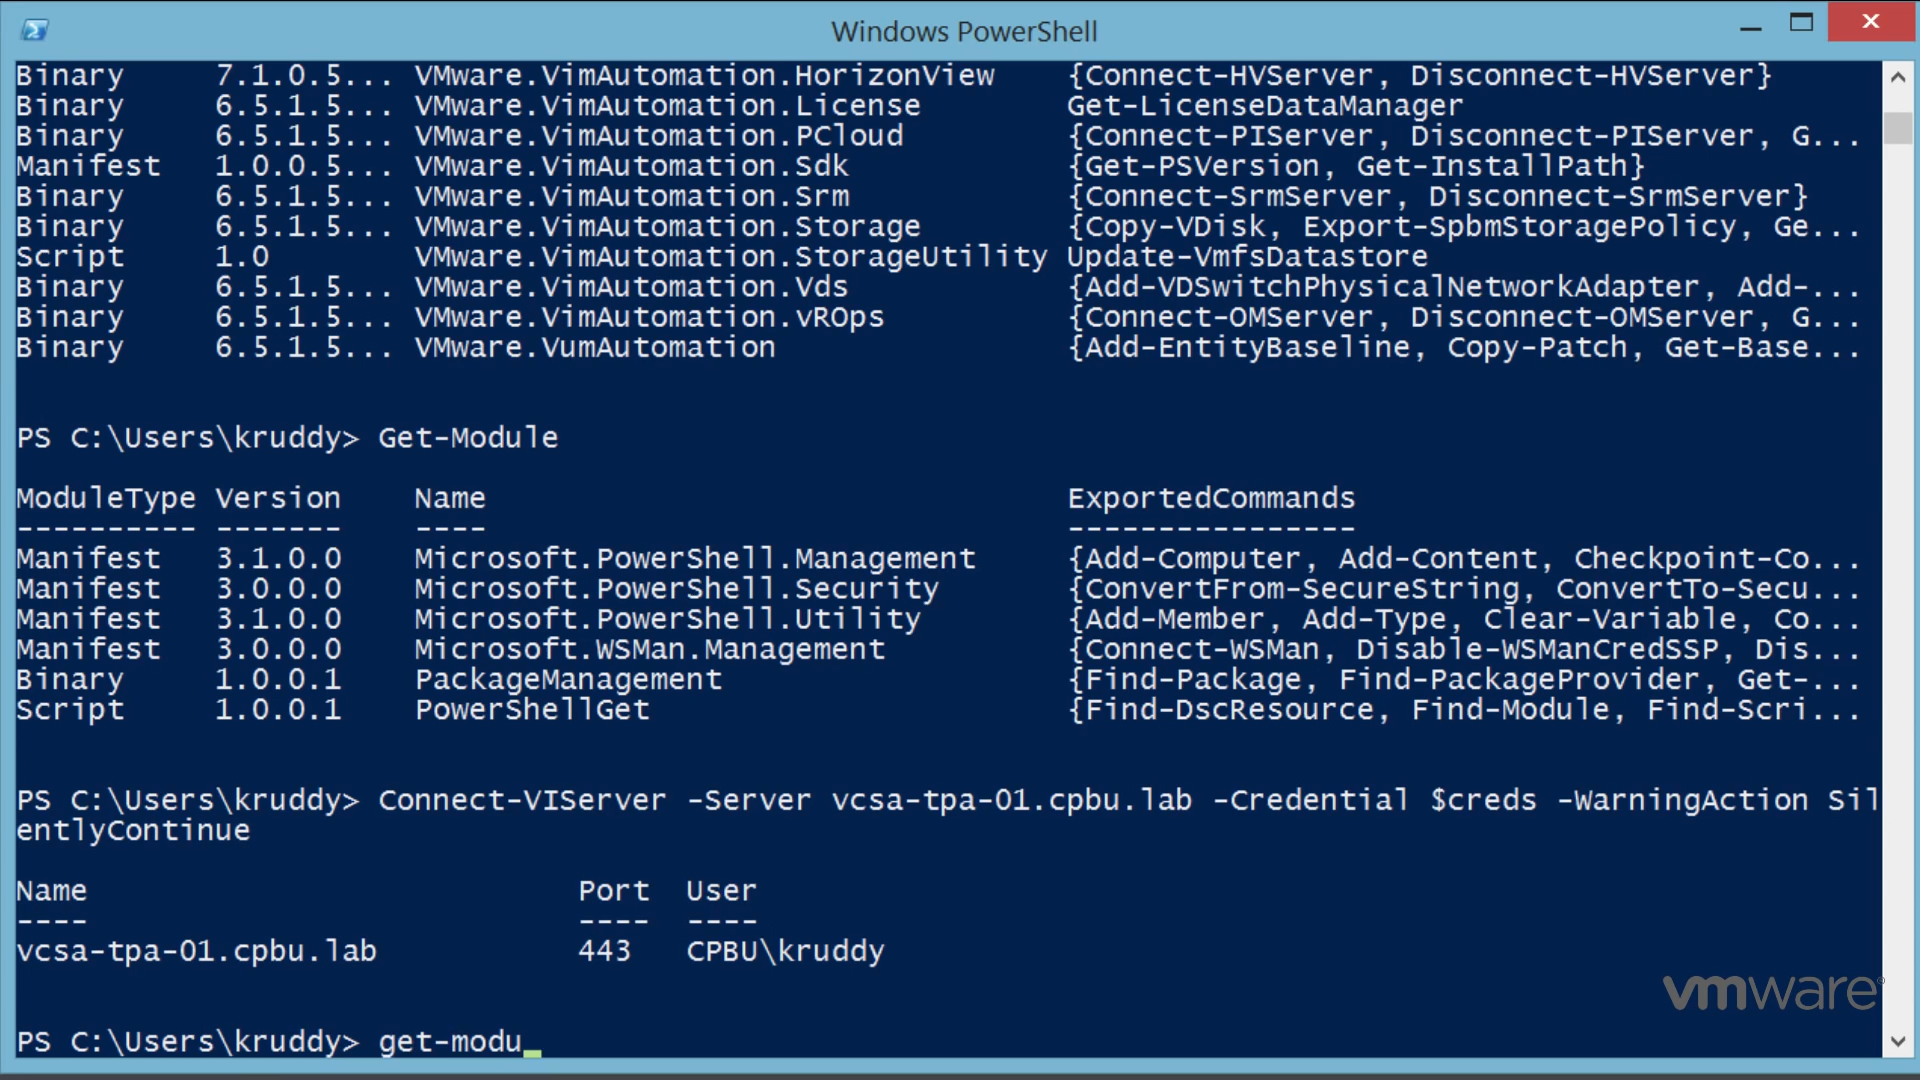 Windows PowerShell
Binary     7.1.0.5... VMware.VimAutomation.HorizonView    {Connect-HVServer, Disconnect-HVServer}
Binary     6.5.1.5... VMware.VimAutomation.License        Get-LicenseDataManager
Binary     6.5.1.5... VMware.VimAutomation.PCloud         {Connect-PIServer, Disconnect-PIServer, G...
Manifest   1.0.0.5... VMware.VimAutomation.Sdk            {Get-PSVersion, Get-InstallPath}
Binary     6.5.1.5... VMware.VimAutomation.Srm            {Connect-SrmServer, Disconnect-SrmServer}
Binary     6.5.1.5... VMware.VimAutomation.Storage        {Copy-VDisk, Export-SpbmStoragePolicy, Ge...
Script     1.0        VMware.VimAutomation.StorageUtility Update-VmfsDatastore
Binary     6.5.1.5... VMware.VimAutomation.Vds            {Add-VDSwitchPhysicalNetworkAdapter, Add-...
Binary     6.5.1.5... VMware.VimAutomation.vROps          {Connect-OMServer, Disconnect-OMServer, G...
Binary     6.5.1.5... VMware.VumAutomation                {Add-EntityBaseline, Copy-Patch, Get-Base...
PS C:\Users\kruddy> Get-Module
ModuleType Version    Name                                ExportedCommands
---------- -------    ----                                ----------------
Manifest   3.1.0.0    Microsoft.PowerShell.Management     {Add-Computer, Add-Content, Checkpoint-Co...
Manifest   3.0.0.0    Microsoft.PowerShell.Security       {ConvertFrom-SecureString, ConvertTo-Secu...
Manifest   3.1.0.0    Microsoft.PowerShell.Utility        {Add-Member, Add-Type, Clear-Variable, Co...
Manifest   3.0.0.0    Microsoft.WSMan.Management          {Connect-WSMan, Disable-WSManCredSSP, Dis...
Binary     1.0.0.1    PackageManagement                   {Find-Package, Find-PackageProvider, Get-...
Script     1.0.0.1    PowerShellGet                       {Find-DscResource, Find-Module, Find-Scri...
PS C:\Users\kruddy> Connect-VIServer -Server vcsa-tpa-01.cpbu.lab -Credential $creds -WarningAction Sil
entlyContinue
Name                           Port  User
----                           ----  ----
vcsa-tpa-01.cpbu.lab           443   CPBU\kruddy
vmware®
PS C:\Users\kruddy> get-modu_